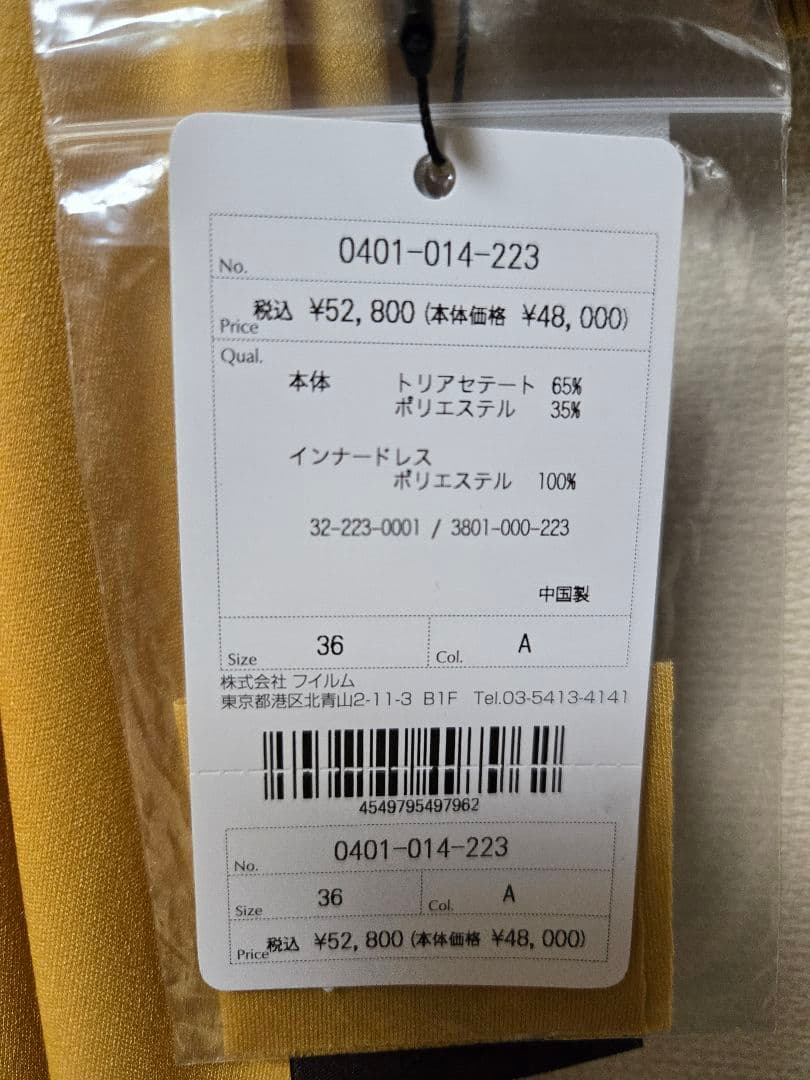 No. 0401-014-223
Price 税込 ¥52,800 (本体価格 ¥48,000)
Qual.
本体 トリアセテート 65%
ポリエステル 35%
インナードレス
ポリエステル 100%
32-223-0001 / 3801-000-223
中国製
Size 36 Col. A
株式会社 フイルム
東京都港区北青山2-11-3 B1F Tel.03-5413-4141
4549795497962
No. 0401-014-223
Size 36 Col. A
Price 税込 ¥52,800 (本体価格 ¥48,000)